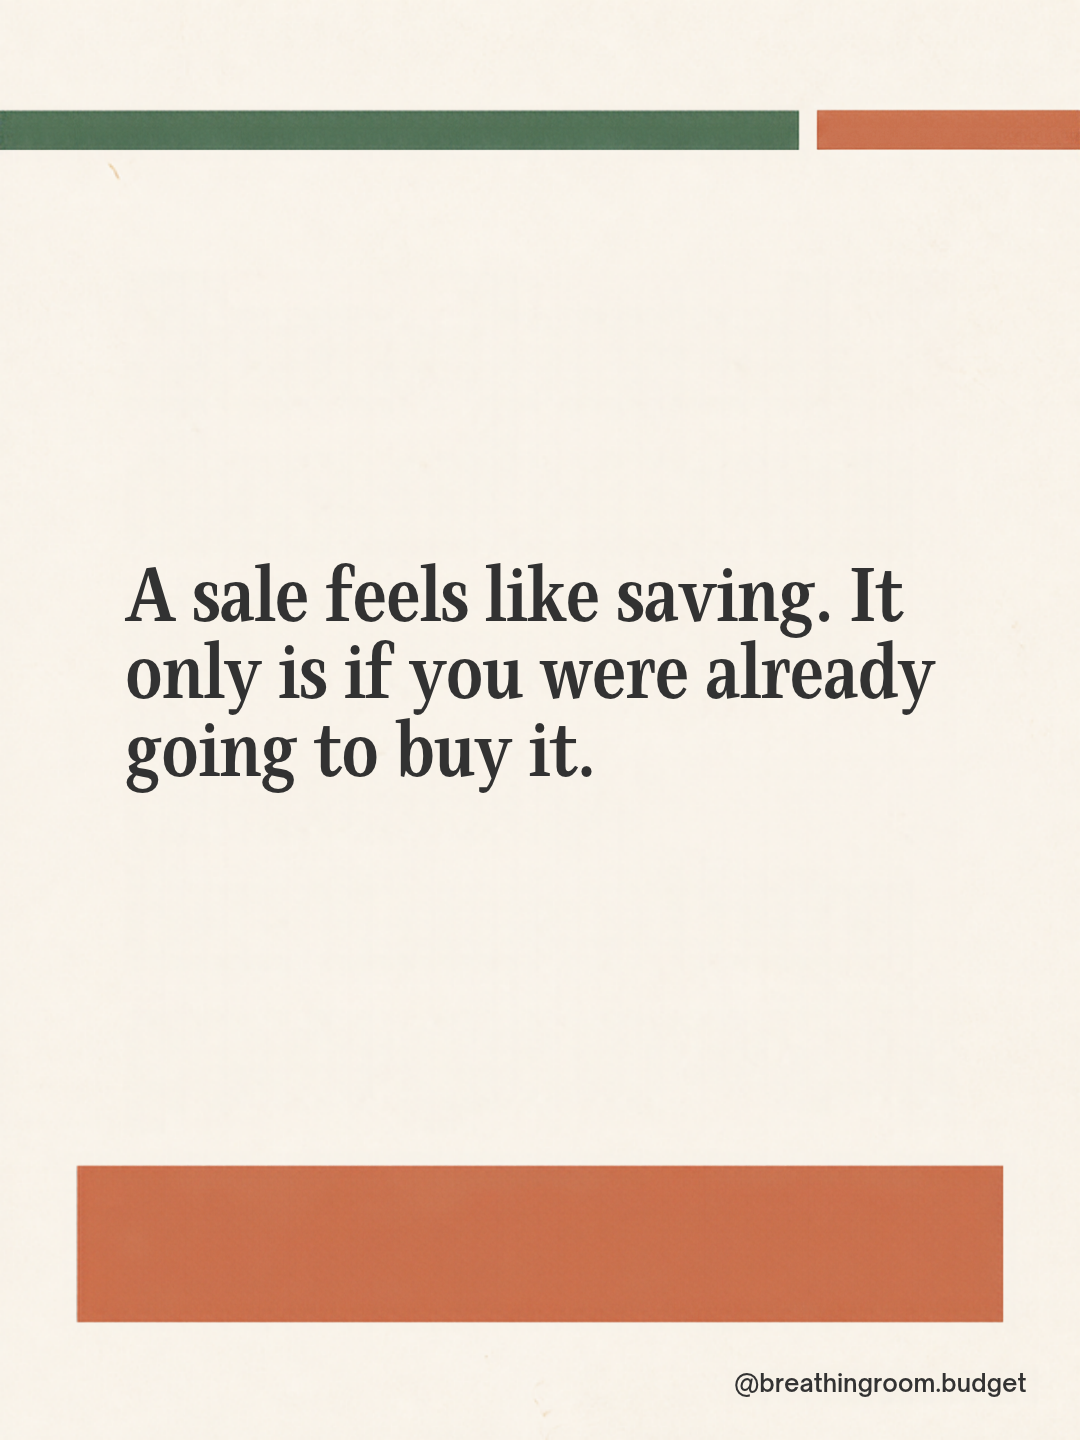 A sale feels like saving. It
only is if you were already
going to buy it.
@breathingroom.budget